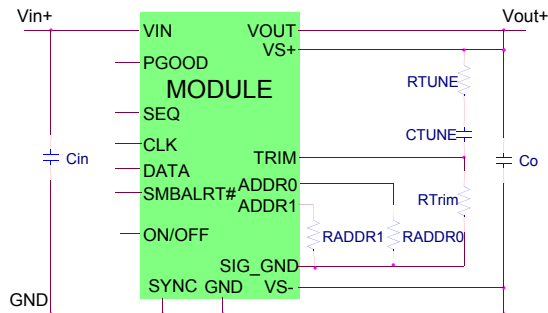 Vin+
Vout+
VIN
VOUT
VS+
PGOOD
RTUNE
MODULE
SEQ
CTUNE
CLK
TRIM
Cin
Co
DATA
ADDR0
SMBALRT#
RTrim
ADDR1
ON/OFF
RADDR1
RADDR0
SIG_GND
SYNC
GND
VS-
GND